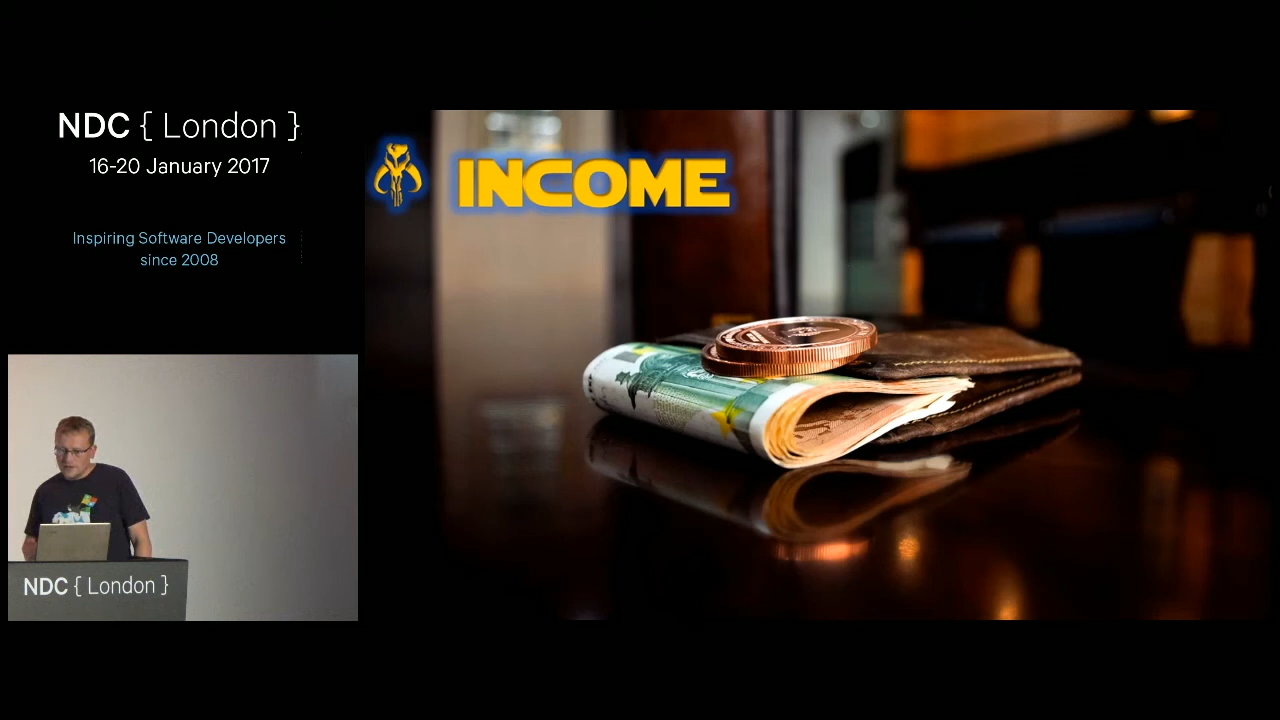 NDC { London }
16-20 January 2017
Inspiring Software Developers
since 2008
INCOME
NDC { London }